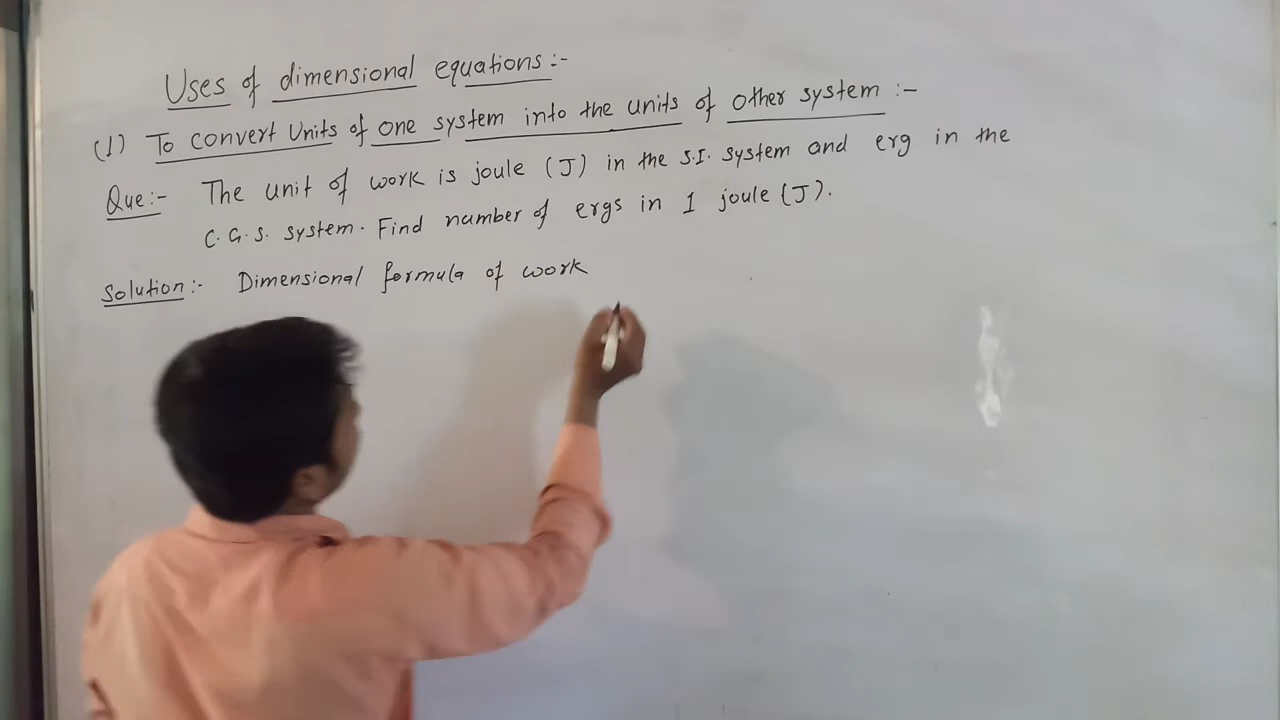 Uses of dimensional equations :-
(1) To convert units of one system into the units of other system :-
Que :- The unit of work is joule (J) in the S.I. system and erg in the
C.G.S. system. Find number of ergs in 1 joule (J).
Solution :- Dimensional formula of work